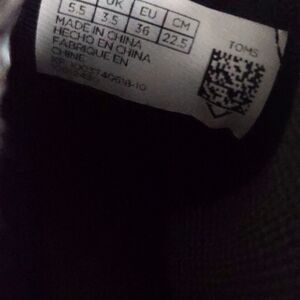 UK EU CM
5.5 3.5 36 22.5
TOMS
MADE IN CHINA
HECHO EN CHINA
FABRIQUE EN
CHINE